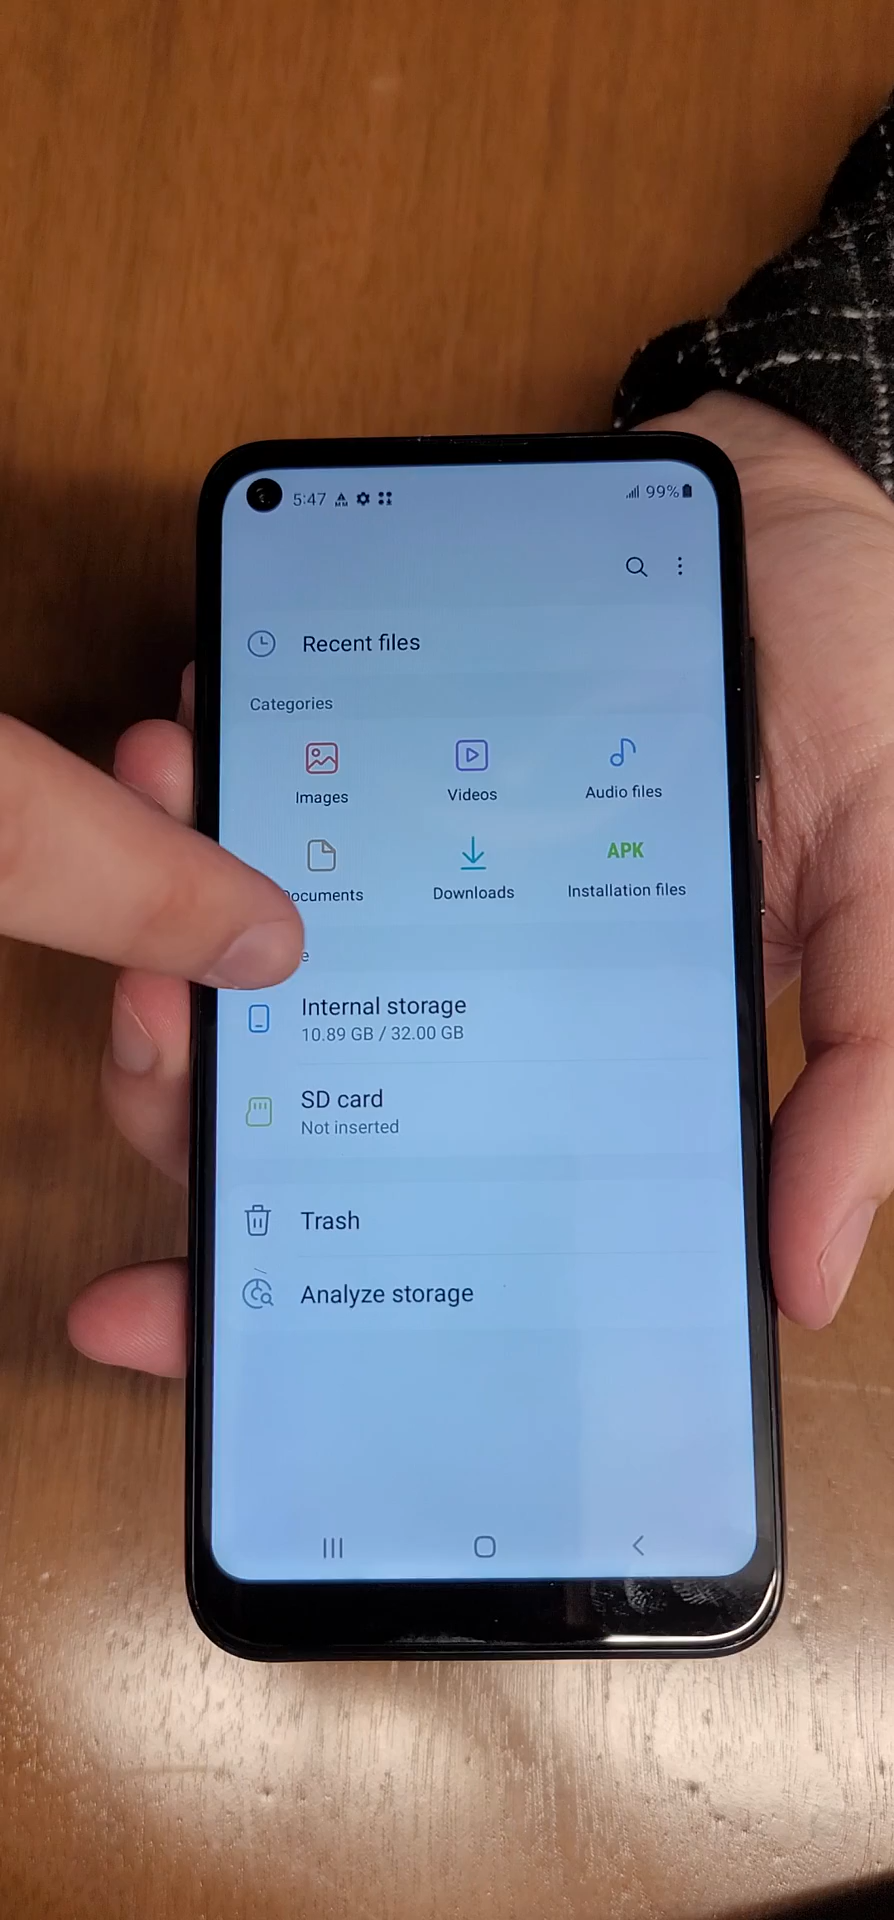 5:47
99%
Recent files
Categories
Images
Videos
Audio files
ocuments
Downloads
APK
Installation files
e
Internal storage
10.89 GB / 32.00 GB
SD card
Not inserted
Trash
Analyze storage